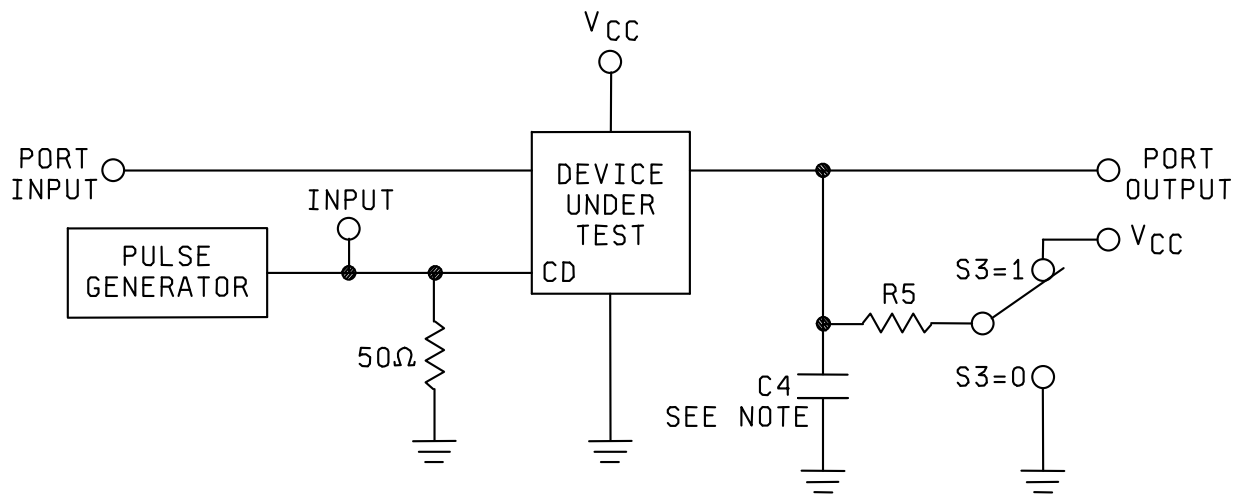 VCC
PORT
INPUT
PULSE
GENERATOR
INPUT
50Ω
DEVICE
UNDER
TEST
CD
PORT
OUTPUT
VCC
S3=1
R5
S3=0
C4
SEE NOTE